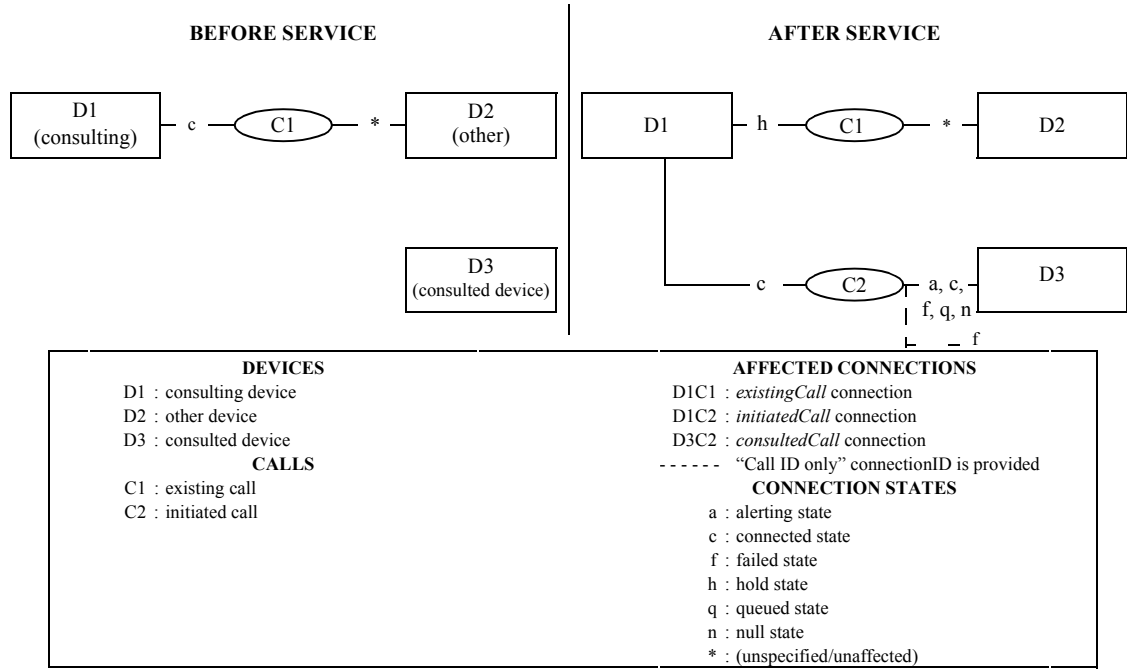 BEFORE SERVICE
D1
(consulting)
c
C1
*
D2
(other)
D3
(consulted device)
AFTER SERVICE
D1
h
C1
*
D2
c
C2
a, c,
f, q, n
D3
f
DEVICES
D1 : consulting device
D2 : other device
D3 : consulted device
CALLS
C1 : existing call
C2 : initiated call
AFFECTED CONNECTIONS
D1C1 : existingCall connection
D1C2 : initiatedCall connection
D3C2 : consultedCall connection
- - - - - - “Call ID only” connectionID is provided
CONNECTION STATES
a : alerting state
c : connected state
f : failed state
h : hold state
q : queued state
n : null state
* : (unspecified/unaffected)